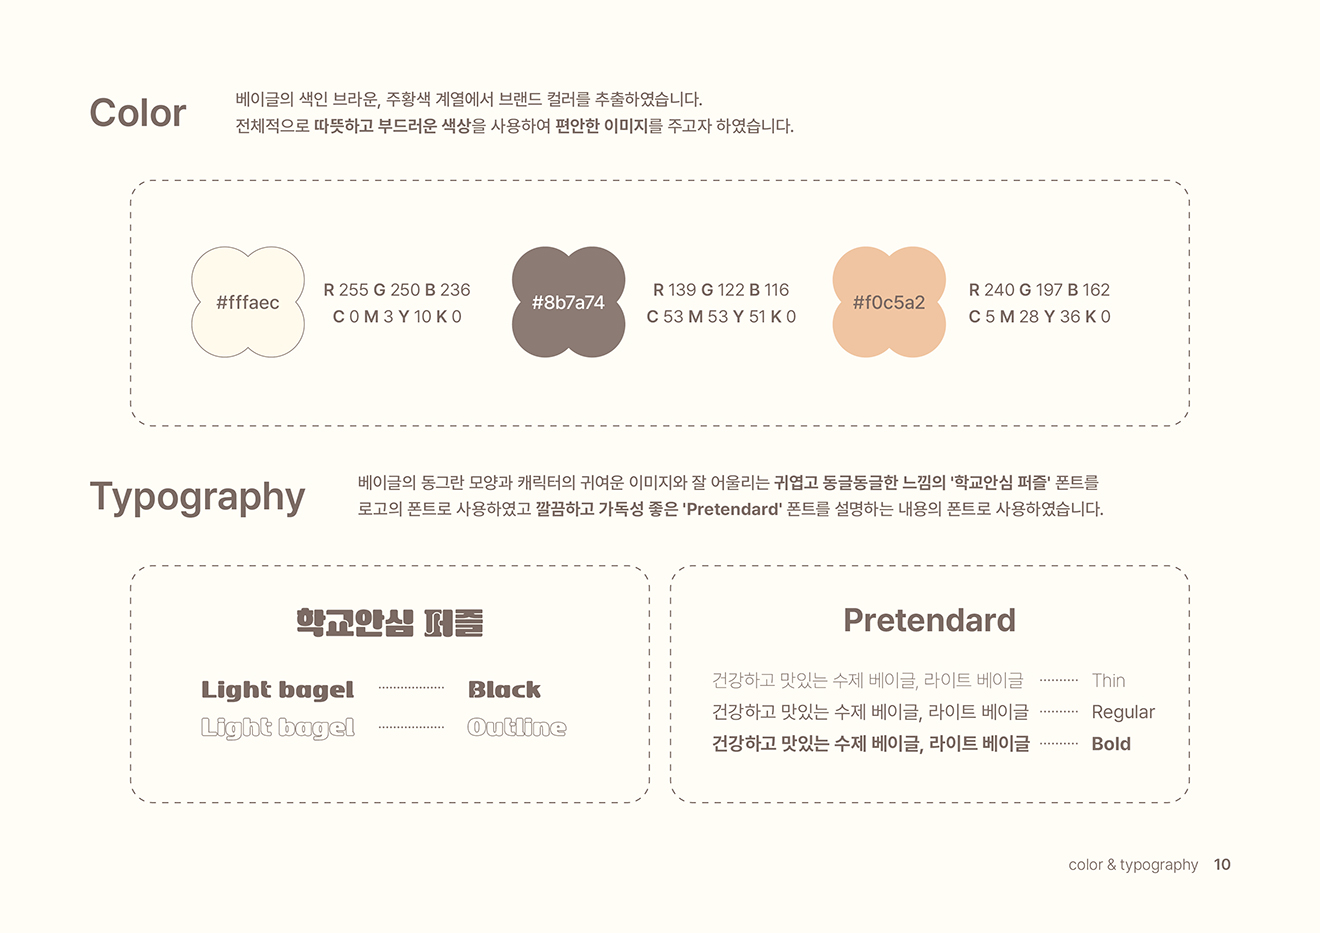 Color
베이글의 색인 브라운, 주황색 계열에서 브랜드 컬러를 추출하였습니다.
전체적으로 따뜻하고 부드러운 색상을 사용하여 편안한 이미지를 주고자 하였습니다.
#fffaec
R 255 G 250 B 236
C 0 M 3 Y 10 K 0
#8b7a74
R 139 G 122 B 116
C 53 M 53 Y 51 K 0
#f0c5a2
R 240 G 197 B 162
C 5 M 28 Y 36 K 0
Typography
베이글의 동그란 모양과 캐릭터의 귀여운 이미지와 잘 어울리는 귀엽고 동글동글한 느낌의 '학교안심 퍼즐' 폰트를
로고의 폰트로 사용하였고 깔끔하고 가독성 좋은 'Pretendard' 폰트를 설명하는 내용의 폰트로 사용하였습니다.
학교안심 퍼즐
Light bagel ········ Black
Light bagel ········ Outline
Pretendard
건강하고 맛있는 수제 베이글, 라이트 베이글 ········ Thin
건강하고 맛있는 수제 베이글, 라이트 베이글 ········ Regular
건강하고 맛있는 수제 베이글, 라이트 베이글 ········ Bold
color & typography 10